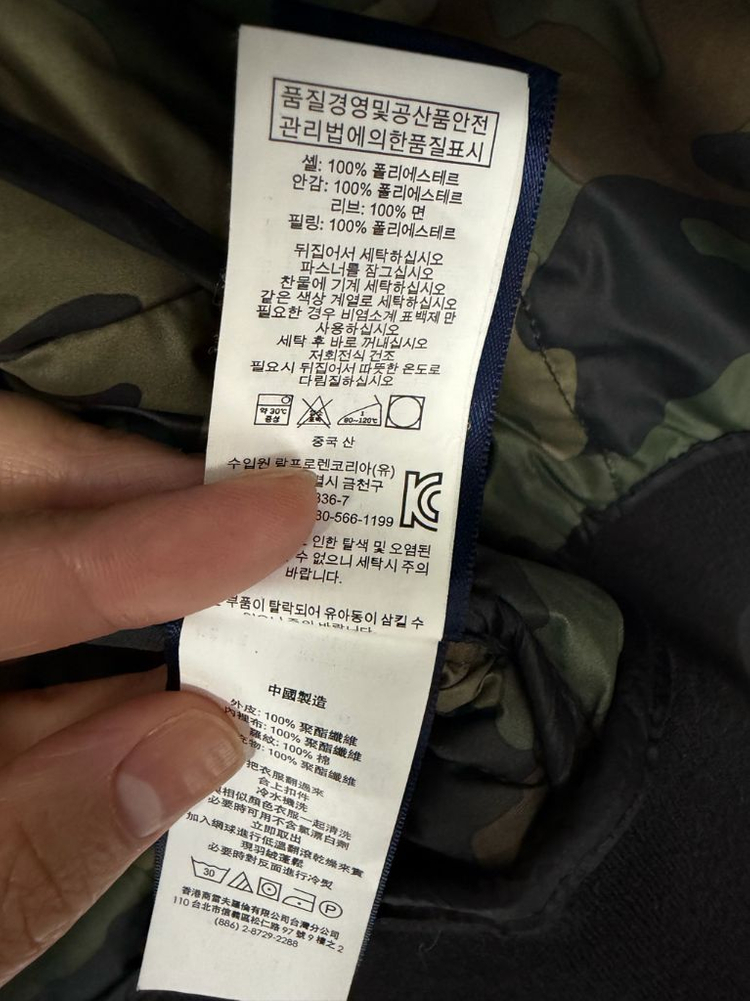 품질경영및공산품안전
관리법에의한품질표시
셸: 100% 폴리에스테르
안감: 100% 폴리에스테르
리브: 100% 면
필링: 100% 폴리에스테르
뒤집어서 세탁하십시오
파스너를 잠그십시오
찬물에 기계 세탁하십시오
같은 색상 계열로 세탁하십시오
필요한 경우 비염소계 표백제만
사용하십시오
세탁 후 바로 꺼내십시오
저회전식 건조
필요시 뒤집어서 따뜻한 온도로
다림질하십시오
약 30℃
중성
1
80~120℃
중국 산
수입원 랄프로렌코리아(유)
시 금천구
336-7
30-566-1199
KC
인한 탈색 및 오염된
수 없으니 세탁시 주의
바랍니다.
부품이 탈락되어 유아동이 삼킬 수
中國製造
外皮: 100% 聚酯纖維
內裡布: 100% 聚酯纖維
羅紋: 100% 棉
物: 100% 聚酯纖維
把衣服翻過來
合上扣件
冷水機洗
與相似顏色衣服一起清洗
必要時可用不含氯漂白劑
立即取出
加入網球進行低溫翻滾乾燥來實
現羽絨蓬鬆
必要時對反面進行冷熨
30
P
香港商雷夫羅倫有限公司台灣分公司
110 台北市信義區松仁路 97 號 9 樓之 2
(886) 2-8729-2288